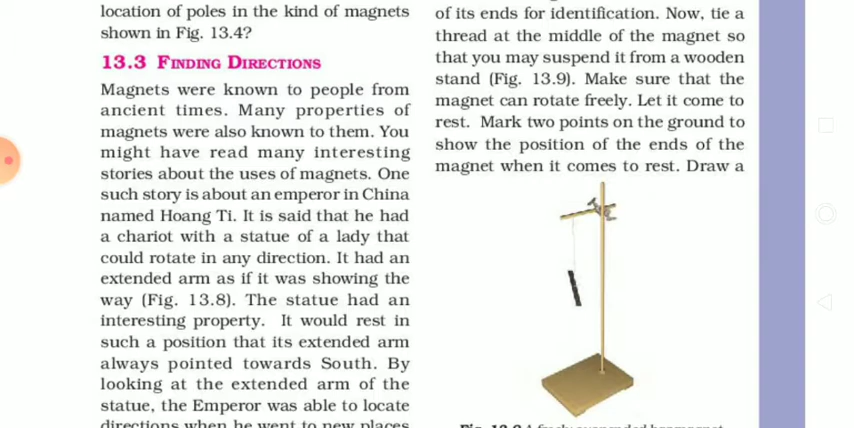 location of poles in the kind of magnets
shown in Fig. 13.4?
13.3 FINDING DIRECTIONS
Magnets were known to people from
ancient times. Many properties of
magnets were also known to them. You
might have read many interesting
stories about the uses of magnets. One
such story is about an emperor in China
named Hoang Ti. It is said that he had
a chariot with a statue of a lady that
could rotate in any direction. It had an
extended arm as if it was showing the
way (Fig. 13.8). The statue had an
interesting property. It would rest in
such a position that its extended arm
always pointed towards South. By
looking at the extended arm of the
statue, the Emperor was able to locate
directions when he went to new places
of its ends for identification. Now, tie a
thread at the middle of the magnet so
that you may suspend it from a wooden
stand (Fig. 13.9). Make sure that the
magnet can rotate freely. Let it come to
rest. Mark two points on the ground to
show the position of the ends of the
magnet when it comes to rest. Draw a
Fig. 13.9 A freely suspended bar magnet